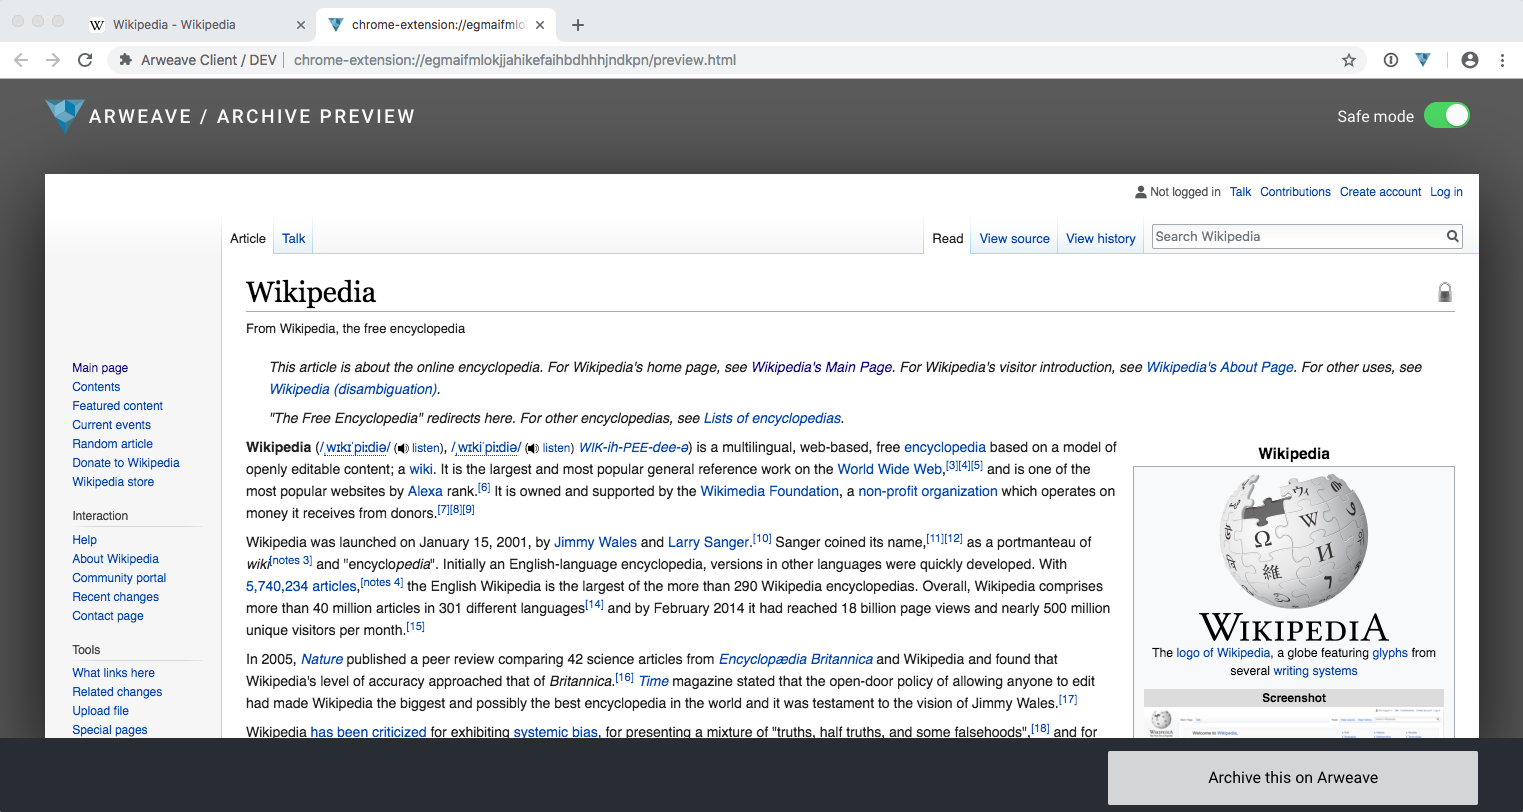 Wikipedia - Wikipedia
chrome-extension://egmaifmlo
Arweave Client / DEV
chrome-extension://egmaifmlokjjahikefaihbdhhhjndkpn/preview.html
ARWEAVE / ARCHIVE PREVIEW
Safe mode
Not logged in Talk Contributions Create account Log in
Article Talk Read View source View history Search Wikipedia
Wikipedia
From Wikipedia, the free encyclopedia
This article is about the online encyclopedia. For Wikipedia's home page, see Wikipedia's Main Page. For Wikipedia's visitor introduction, see Wikipedia's About Page. For other uses, see
Wikipedia (disambiguation).
"The Free Encyclopedia" redirects here. For other encyclopedias, see Lists of encyclopedias.
Wikipedia (/ˌwɪkɪˈpiːdiə/ (listen), /ˌwɪkiˈpiːdiə/ (listen) WIK-ih-PEE-dee-ə) is a multilingual, web-based, free encyclopedia based on a model of
openly editable content; a wiki. It is the largest and most popular general reference work on the World Wide Web,[3][4][5] and is one of the
most popular websites by Alexa rank.[6] It is owned and supported by the Wikimedia Foundation, a non-profit organization which operates on
money it receives from donors.[7][8][9]
Wikipedia was launched on January 15, 2001, by Jimmy Wales and Larry Sanger.[10] Sanger coined its name,[11][12] as a portmanteau of
wiki[notes 3] and "encyclopedia". Initially an English-language encyclopedia, versions in other languages were quickly developed. With
5,740,234 articles,[notes 4] the English Wikipedia is the largest of the more than 290 Wikipedia encyclopedias. Overall, Wikipedia comprises
more than 40 million articles in 301 different languages[14] and by February 2014 it had reached 18 billion page views and nearly 500 million
unique visitors per month.[15]
In 2005, Nature published a peer review comparing 42 science articles from Encyclopædia Britannica and Wikipedia and found that
Wikipedia's level of accuracy approached that of Britannica.[16] Time magazine stated that the open-door policy of allowing anyone to edit
had made Wikipedia the biggest and possibly the best encyclopedia in the world and it was testament to the vision of Jimmy Wales.[17]
Wikipedia has been criticized for exhibiting systemic bias, for presenting a mixture of "truths, half truths, and some falsehoods",[18] and for
Main page
Contents
Featured content
Current events
Random article
Donate to Wikipedia
Wikipedia store
Interaction
Help
About Wikipedia
Community portal
Recent changes
Contact page
Tools
What links here
Related changes
Upload file
Special pages
Wikipedia
Ω W И 維
WIKIPEDIA
The logo of Wikipedia, a globe featuring glyphs from
several writing systems
Screenshot
Archive this on Arweave